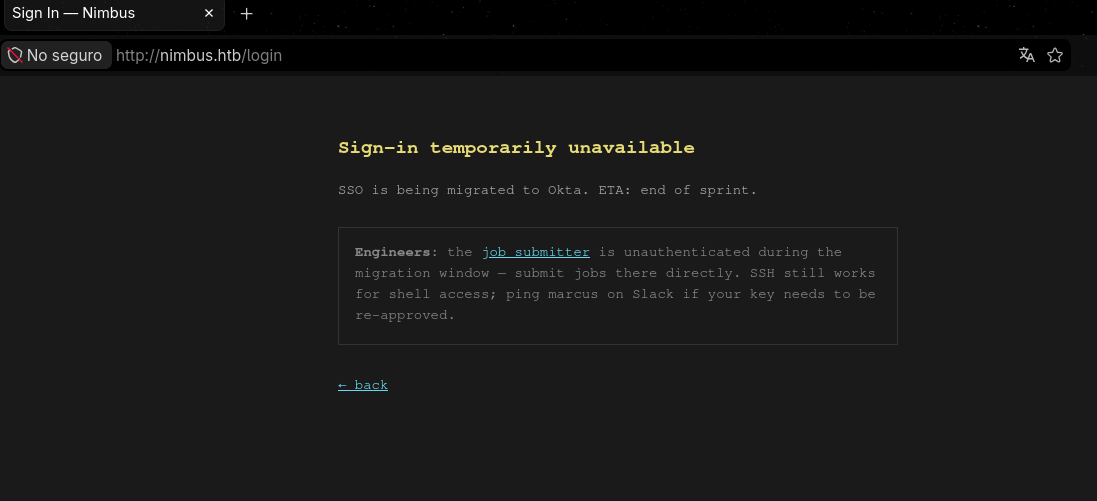 Sign In — Nimbus
No seguro http://nimbus.htb/login
Sign-in temporarily unavailable
SSO is being migrated to Okta. ETA: end of sprint.
Engineers: the job submitter is unauthenticated during the
migration window — submit jobs there directly. SSH still works
for shell access; ping marcus on Slack if your key needs to be
re-approved.
← back